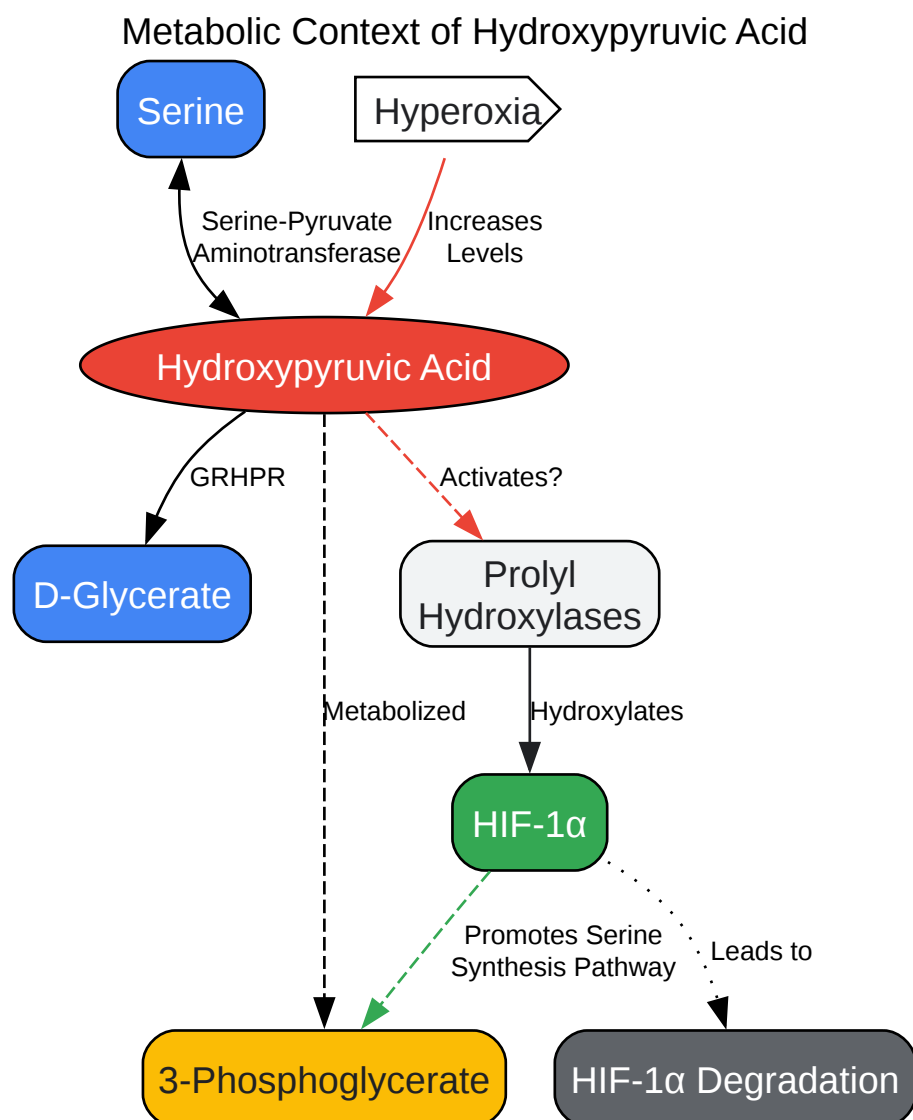 Metabolic Context of Hydroxypyruvic Acid
Serine
Hyperoxia
Serine-Pyruvate
Aminotransferase
Increases
Levels
Hydroxypyruvic Acid
GRHPR
Activates?
D-Glycerate
Prolyl
Hydroxylases
Metabolized
Hydroxylates
HIF-1α
Promotes Serine
Synthesis Pathway
Leads to
3-Phosphoglycerate
HIF-1α Degradation